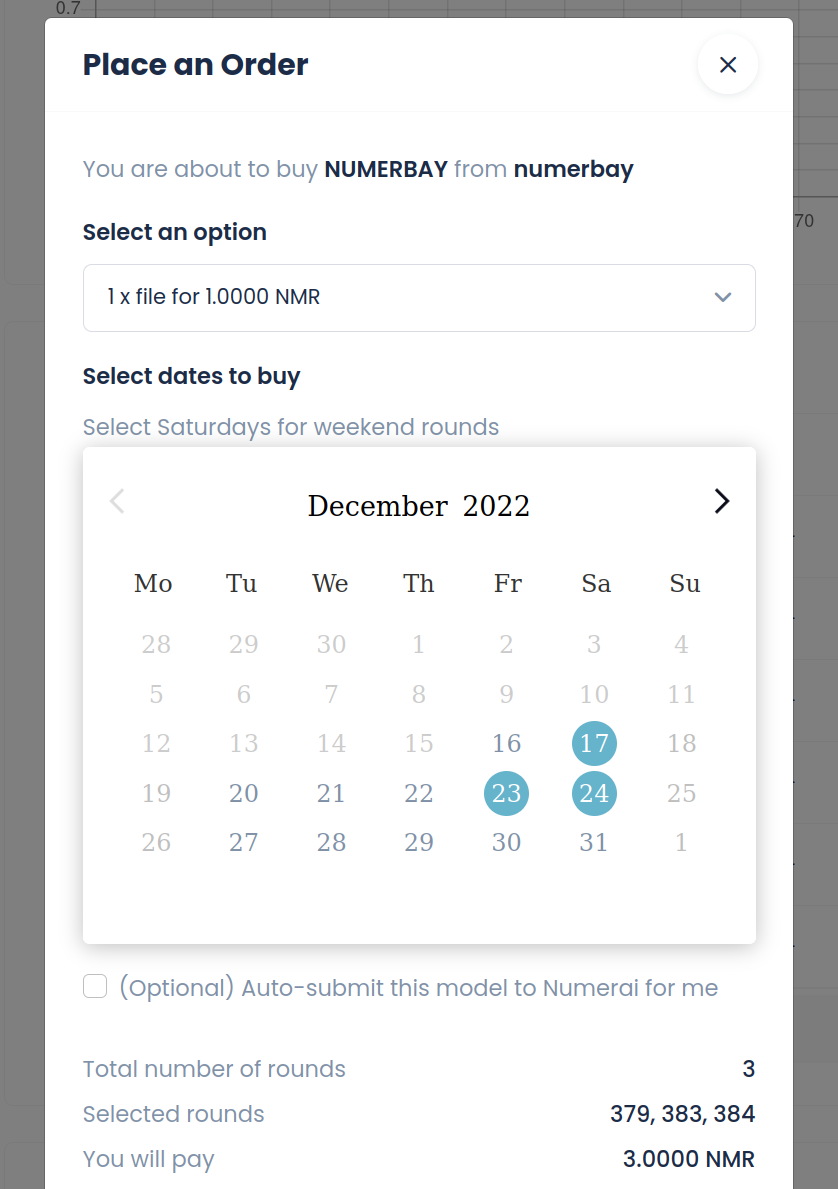 0.7
Place an Order
You are about to buy NUMERBAY from numerbay
Select an option
70
1 x file for 1.0000 NMR
Select dates to buy
Select Saturdays for weekend rounds
December 2022
Mo Tu We Th Fr Sa Su
28 29 30 1 2 3 4
5 6 7 8 9 10 11
12 13 14 15 16 17 18
19 20 21 22 23 24 25
26 27 28 29 30 31 1
(Optional) Auto-submit this model to Numerai for me
Total number of rounds 3
Selected rounds 379, 383, 384
You will pay 3.0000 NMR